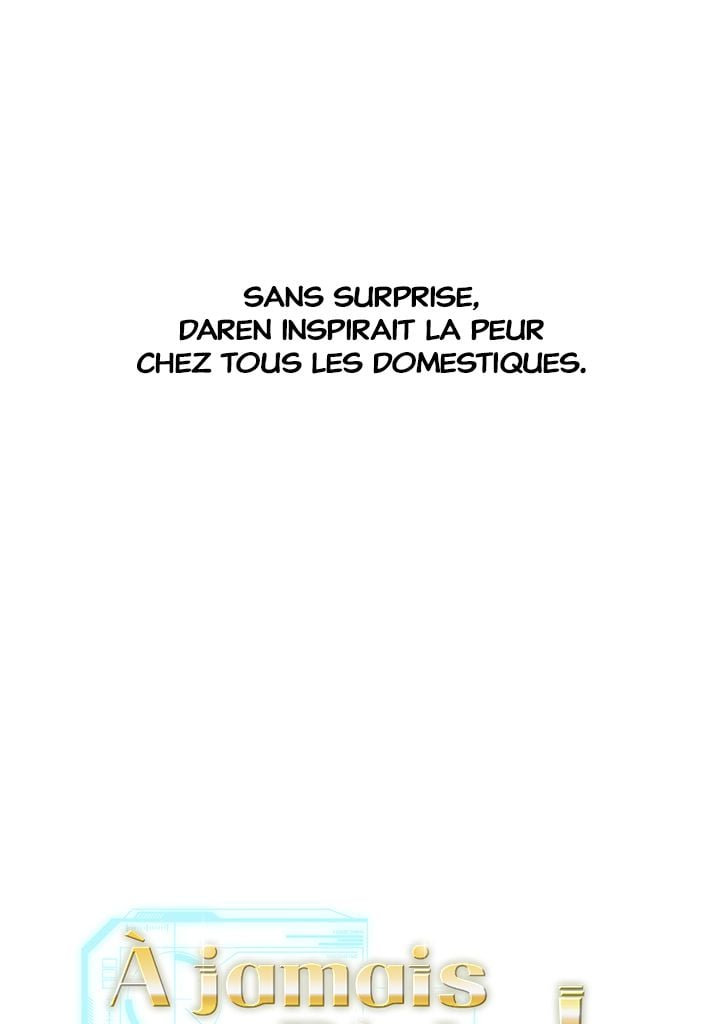 SANS SURPRISE,
DAREN INSPIRAIT LA PEUR
CHEZ TOUS LES DOMESTIQUES.
À jamais